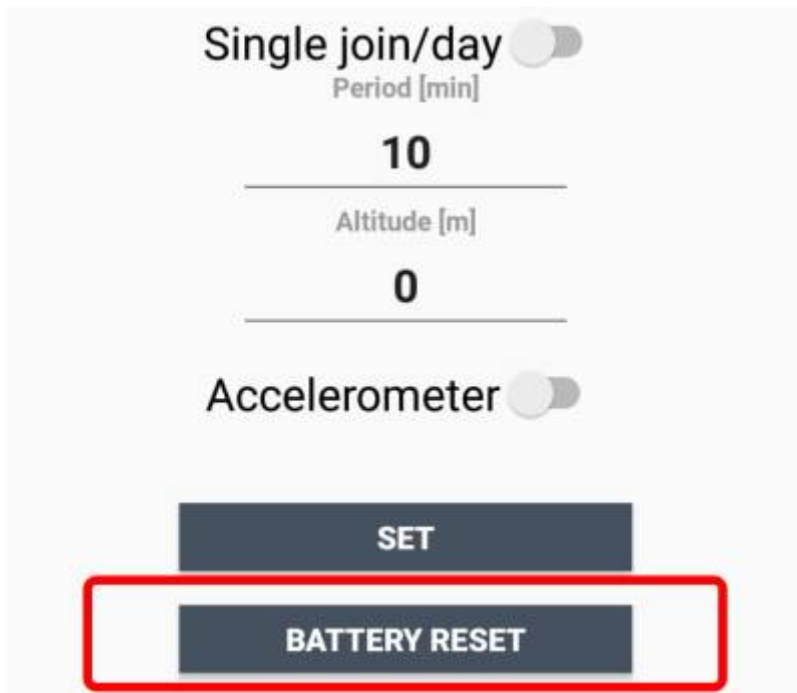 Single join/day
Period [min]
10
Altitude [m]
0
Accelerometer
SET
BATTERY RESET